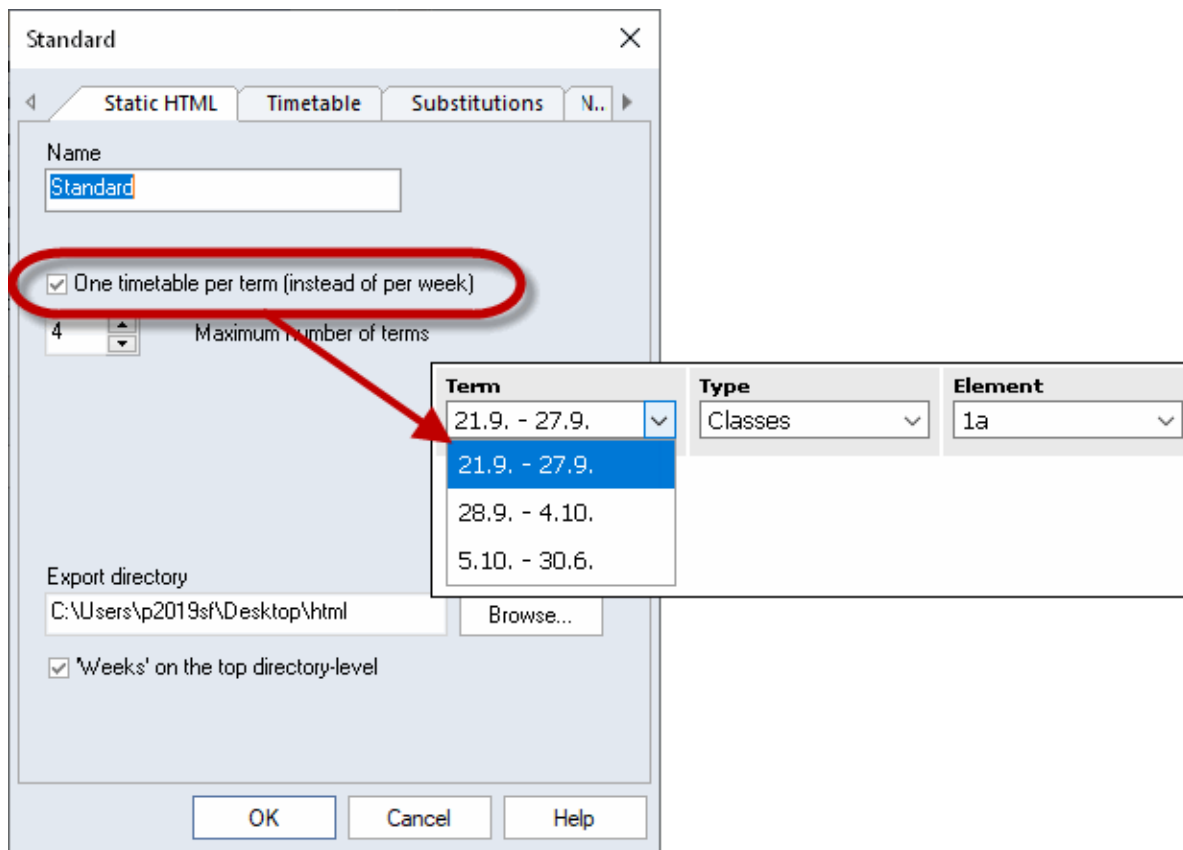 Standard
Static HTML Timetable Substitutions N..
Name
Standard
One timetable per term (instead of per week)
4 Maximum number of terms
Term Type Element
21.9. - 27.9. Classes 1a
21.9. - 27.9.
28.9. - 4.10.
5.10. - 30.6.
Export directory
C:\Users\p2019sf\Desktop\html Browse...
'Weeks' on the top directory-level
OK Cancel Help